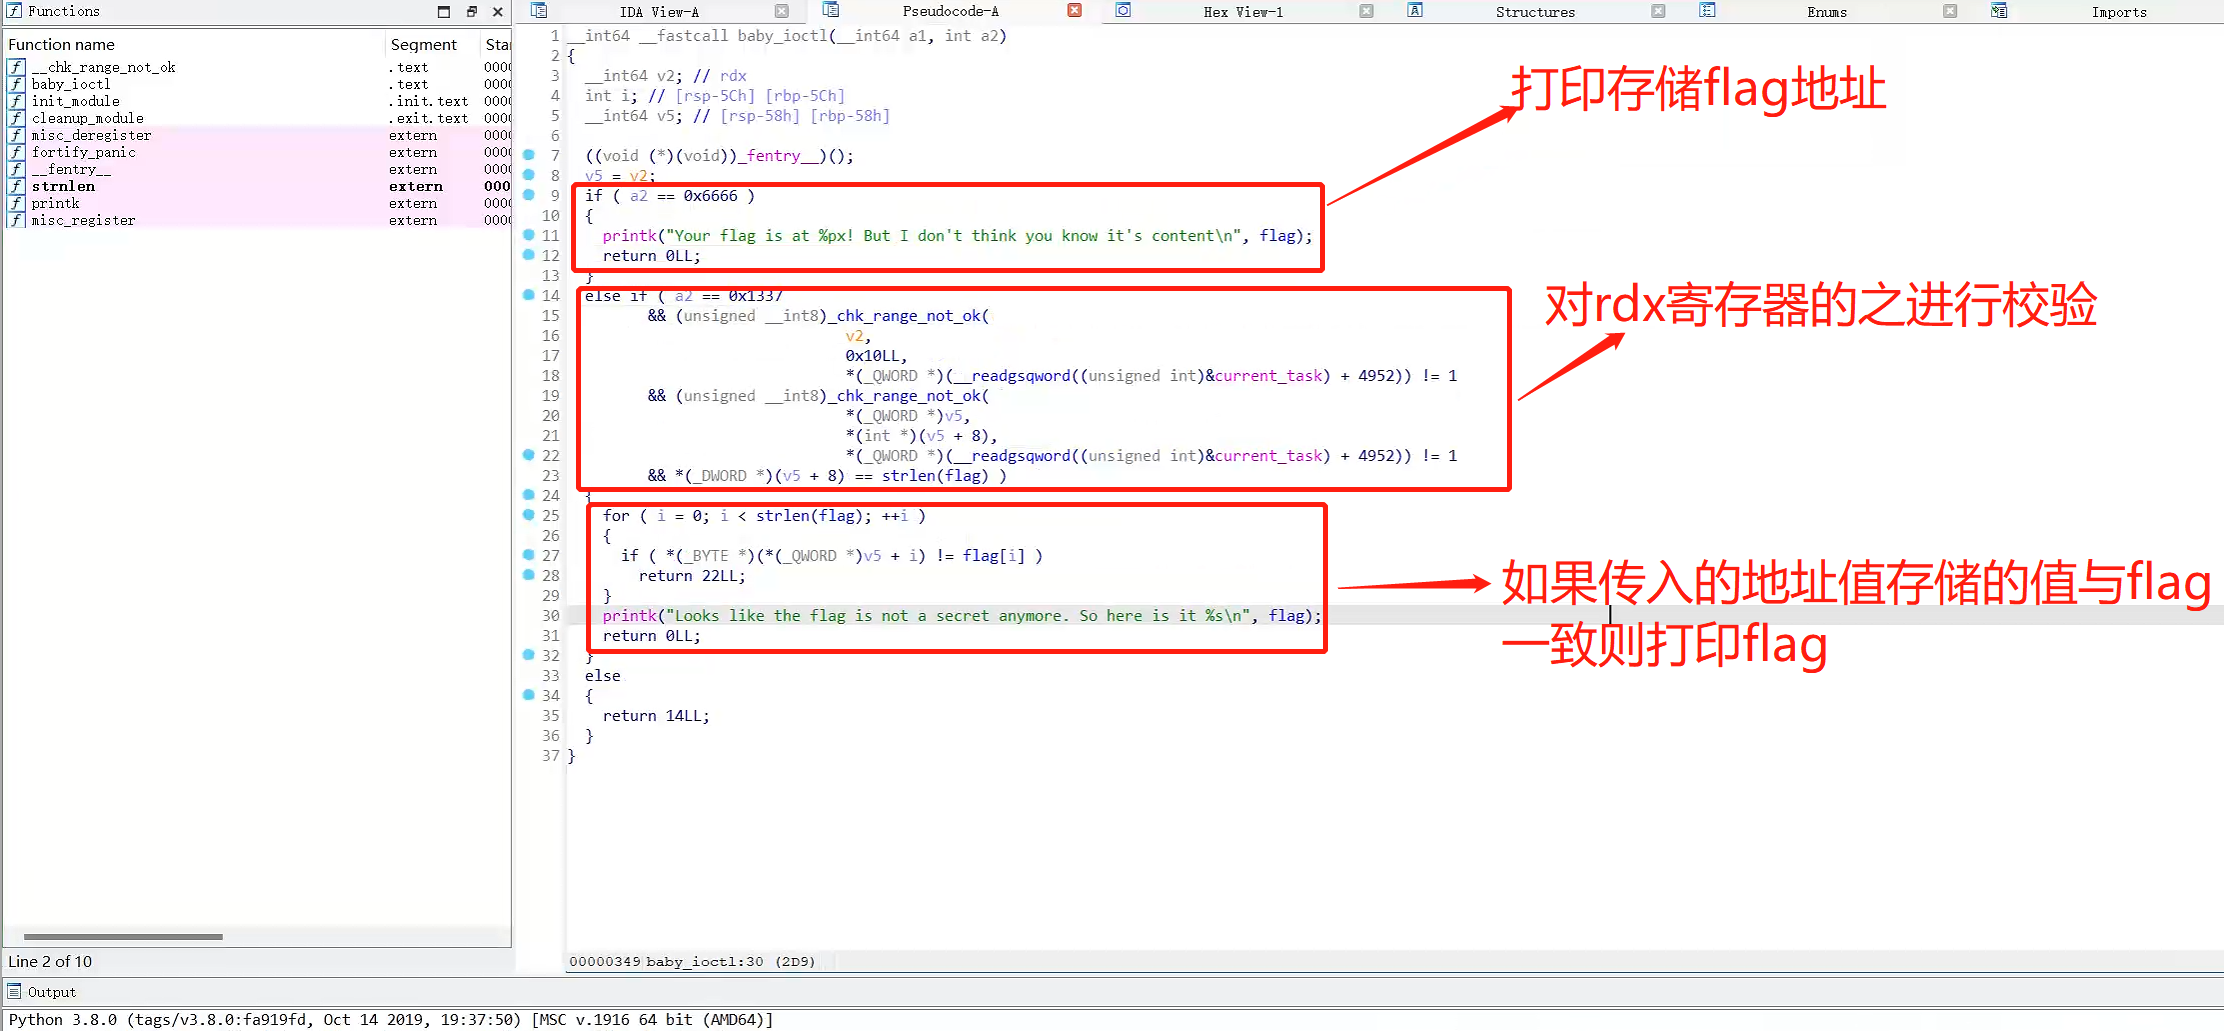 Functions
Function name Segment Star
__chk_range_not_ok .text 0000
baby_ioctl .text 0000
init_module .init.text 0000
cleanup_module .exit.text 0000
misc_deregister extern 0000
fortify_panic extern 0000
__fentry__ extern 0000
strnlen extern 000
printk extern 0000
misc_register extern 0000
Line 2 of 10
IDA View-A Pseudocode-A Hex View-1 Structures Enums Imports
1 __int64 __fastcall baby_ioctl(__int64 a1, int a2)
2 {
3 __int64 v2; // rdx
4 int i; // [rsp-5Ch] [rbp-5Ch]
5 __int64 v5; // [rsp-58h] [rbp-58h]
6
7 ((void (*)(void))_fentry__)();
8 v5 = v2;
9 if ( a2 == 0x6666 )
10 {
11 printk("Your flag is at %px! But I don't think you know it's content\n", flag);
12 return 0LL;
13 }
14 else if ( a2 == 0x1337
15 && (unsigned __int8)_chk_range_not_ok(
16 v2,
17 0x10LL,
18 *(_QWORD *)(__readgsqword((unsigned int)&current_task) + 4952)) != 1
19 && (unsigned __int8)_chk_range_not_ok(
20 *(_QWORD *)v5,
21 *(int *)(v5 + 8),
22 *(_QWORD *)(__readgsqword((unsigned int)&current_task) + 4952)) != 1
23 && *(_DWORD *)(v5 + 8) == strlen(flag) )
24 {
25 for ( i = 0; i < strlen(flag); ++i )
26 {
27 if ( *(_BYTE *)(*(_QWORD *)v5 + i) != flag[i] )
28 return 22LL;
29 }
30 printk("Looks like the flag is not a secret anymore. So here is it %s\n", flag);
31 return 0LL;
32 }
33 else
34 {
35 return 14LL;
36 }
37 }
打印存储flag地址
对rdx寄存器的之进行校验
如果传入的地址值存储的值与flag
一致则打印flag
00000349 baby_ioctl:30 (2D9)
Output
Python 3.8.0 (tags/v3.8.0:fa919fd, Oct 14 2019, 19:37:50) [MSC v.1916 64 bit (AMD64)]